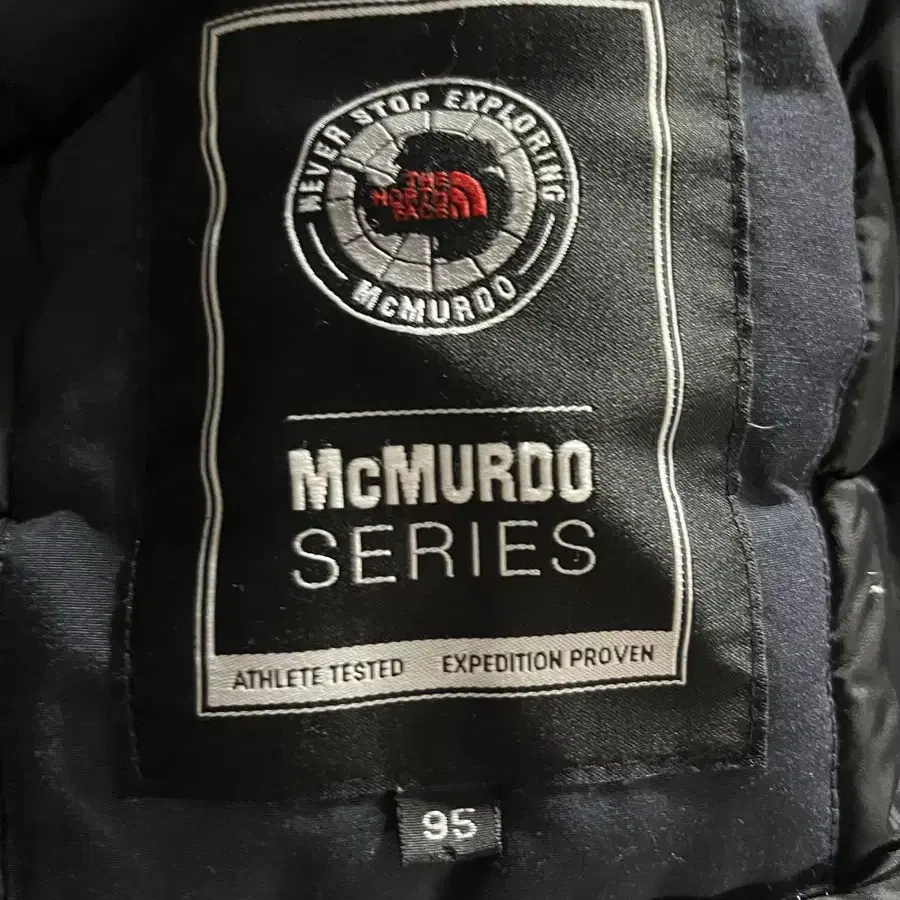 NEVER STOP EXPLORING
THE
NORTH
FACE
McMURDO
McMURDO
SERIES
ATHLETE TESTED EXPEDITION PROVEN
95